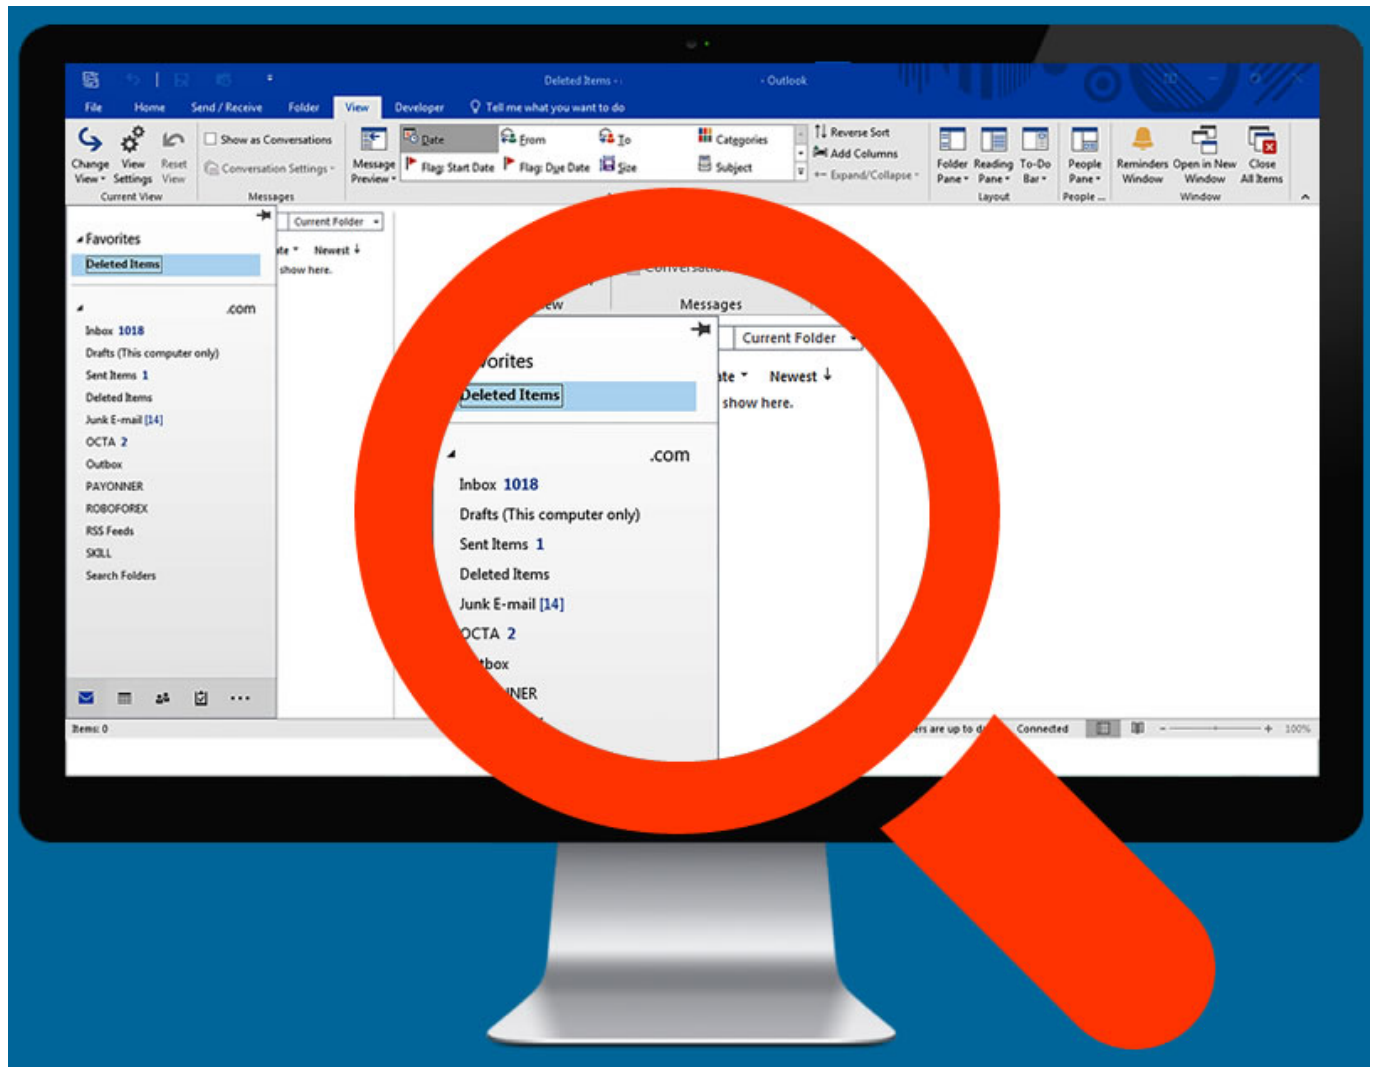 Deleted Items - - Outlook
File Home Send / Receive Folder View Developer Tell me what you want to do
Change View View Settings Reset View
Current View
Show as Conversations
Conversation Settings
Messages
Message Preview
Date From To Categories
Flag: Start Date Flag: Due Date Size Subject
Reverse Sort
Add Columns
Expand/Collapse
Folder Pane Reading Pane To-Do Bar
Layout
People Pane
People ...
Reminders Window Open in New Window Close All Items
Window
Favorites
Deleted Items
.com
Inbox 1018
Drafts (This computer only)
Sent Items 1
Deleted Items
Junk E-mail [14]
OCTA 2
Outbox
PAYONNER
ROBOFOREX
RSS Feeds
SKILL
Search Folders
Items: 0
Current Folder
Newest ↓
show here.
Messages
Current Folder
vorites
ate Newest ↓
Deleted Items
show here.
.com
Inbox 1018
Drafts (This computer only)
Sent Items 1
Deleted Items
Junk E-mail [14]
OCTA 2
tbox
NER
are up to Connected 100%